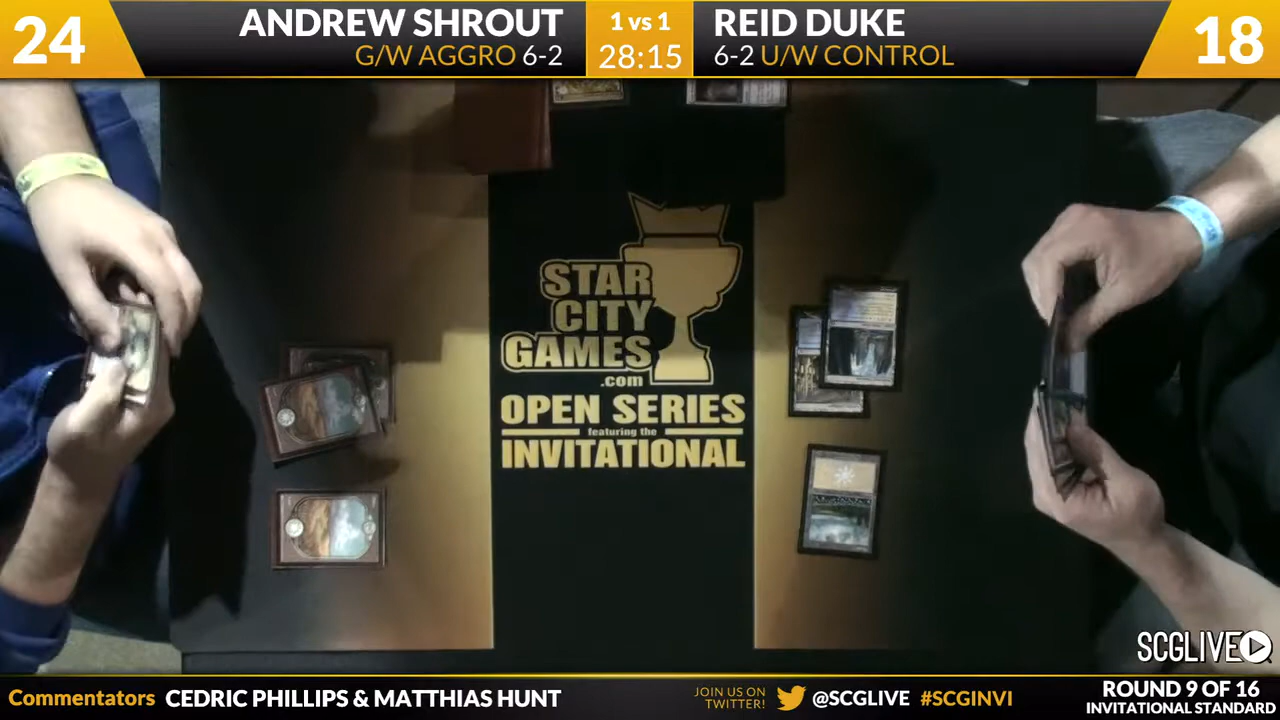 24
ANDREW SHROUT
G/W AGGRO 6-2
1 vs 1
28:15
REID DUKE
6-2 U/W CONTROL
18
STAR
CITY
GAMES
.com
OPEN SERIES
featuring the
INVITATIONAL
SCGLIVE
Commentators CEDRIC PHILLIPS & MATTHIAS HUNT
JOIN US ON
TWITTER!
@SCGLIVE #SCGINVI
ROUND 9 OF 16
INVITATIONAL STANDARD